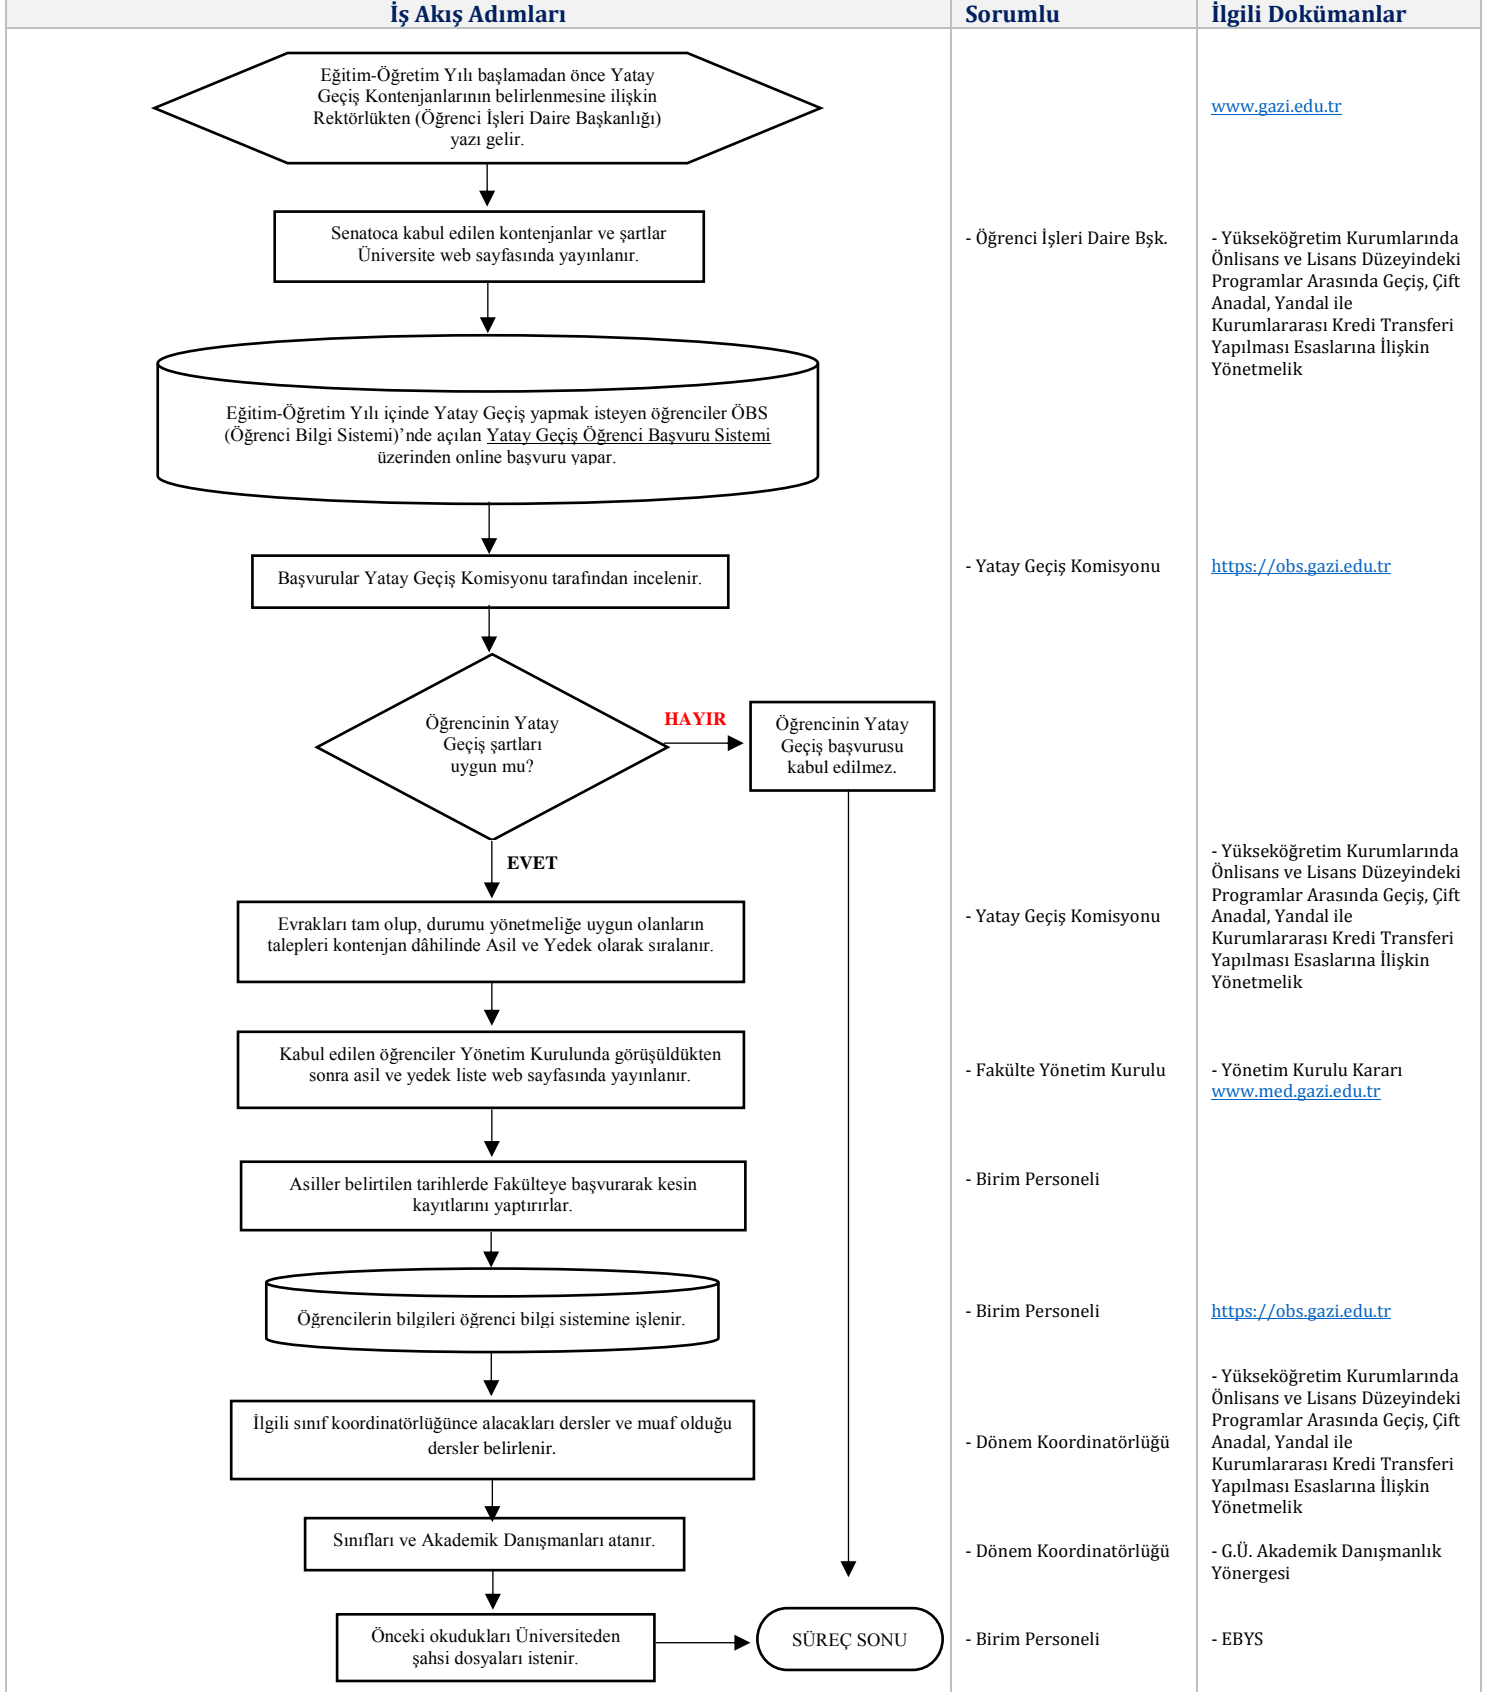 İş Akış Adımları
Sorumlu
İlgili Dokümanlar
Eğitim-Öğretim Yılı başlamadan önce Yatay
Geçiş Kontenjanlarının belirlenmesine ilişkin
Rektörlükten (Öğrenci İşleri Daire Başkanlığı)
yazı gelir.
www.gazi.edu.tr
Senatoca kabul edilen kontenjanlar ve şartlar
Üniversite web sayfasında yayınlanır.
- Öğrenci İşleri Daire Bşk.
- Yükseköğretim Kurumlarında
Önlisans ve Lisans Düzeyindeki
Programlar Arasında Geçiş, Çift
Anadal, Yandal ile
Kurumlararası Kredi Transferi
Yapılması Esaslarına İlişkin
Yönetmelik
Eğitim-Öğretim Yılı içinde Yatay Geçiş yapmak isteyen öğrenciler ÖBS
(Öğrenci Bilgi Sistemi)’nde açılan Yatay Geçiş Öğrenci Başvuru Sistemi
üzerinden online başvuru yapar.
Başvurular Yatay Geçiş Komisyonu tarafından incelenir.
- Yatay Geçiş Komisyonu
https://obs.gazi.edu.tr
Öğrencinin Yatay
Geçiş şartları
uygun mu?
HAYIR
Öğrencinin Yatay
Geçiş başvurusu
kabul edilmez.
EVET
Evrakları tam olup, durumu yönetmeliğe uygun olanların
talepleri kontenjan dâhilinde Asil ve Yedek olarak sıralanır.
- Yatay Geçiş Komisyonu
- Yükseköğretim Kurumlarında
Önlisans ve Lisans Düzeyindeki
Programlar Arasında Geçiş, Çift
Anadal, Yandal ile
Kurumlararası Kredi Transferi
Yapılması Esaslarına İlişkin
Yönetmelik
Kabul edilen öğrenciler Yönetim Kurulunda görüşüldükten
sonra asil ve yedek liste web sayfasında yayınlanır.
- Fakülte Yönetim Kurulu
- Yönetim Kurulu Kararı
www.med.gazi.edu.tr
Asiller belirtilen tarihlerde Fakülteye başvurarak kesin
kayıtlarını yaptırırlar.
- Birim Personeli
Öğrencilerin bilgileri öğrenci bilgi sistemine işlenir.
- Birim Personeli
https://obs.gazi.edu.tr
İlgili sınıf koordinatörlüğünce alacakları dersler ve muaf olduğu
dersler belirlenir.
- Dönem Koordinatörlüğü
- Yükseköğretim Kurumlarında
Önlisans ve Lisans Düzeyindeki
Programlar Arasında Geçiş, Çift
Anadal, Yandal ile
Kurumlararası Kredi Transferi
Yapılması Esaslarına İlişkin
Yönetmelik
Sınıfları ve Akademik Danışmanları atanır.
- Dönem Koordinatörlüğü
- G.Ü. Akademik Danışmanlık
Yönergesi
Önceki okudukları Üniversiteden
şahsi dosyaları istenir.
SÜREÇ SONU
- Birim Personeli
- EBYS